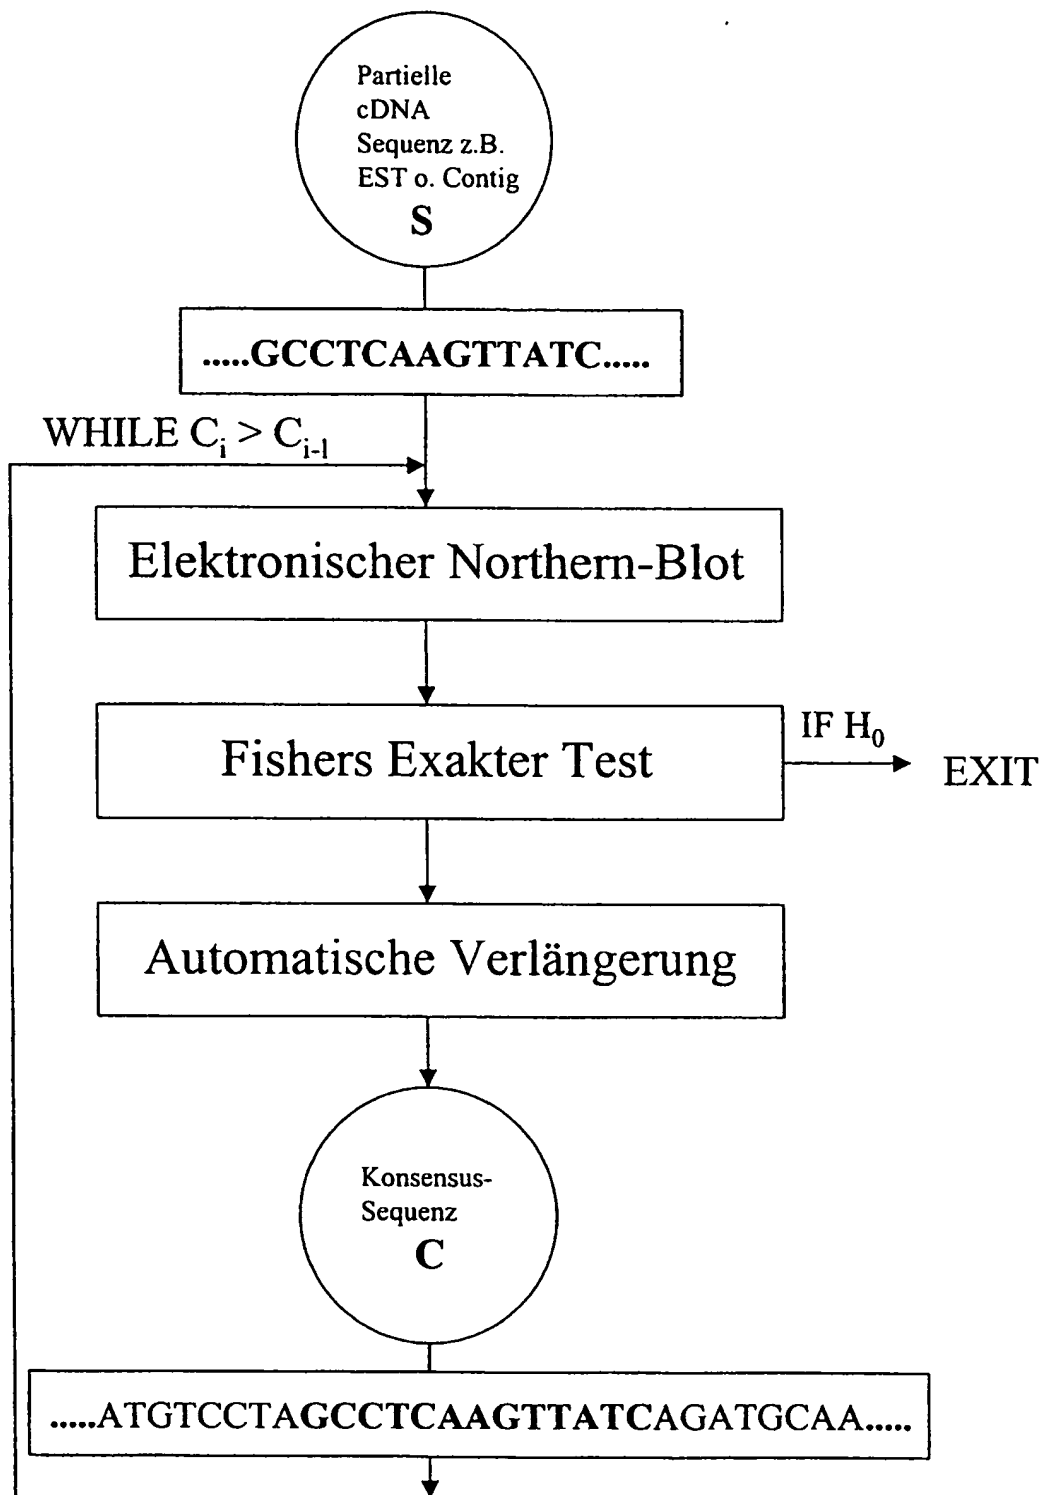 Partielle
cDNA
Sequenz z.B.
EST o. Contig
S
.....GCCTCAAGTTATC.....
WHILE Ci > Ci-1
Elektronischer Northern-Blot
Fishers Exakter Test
IF H0
EXIT
Automatische Verlängerung
Konsensus-
Sequenz
C
.....ATGTCCTAGCCTCAAGTTATCAGATGCAA.....